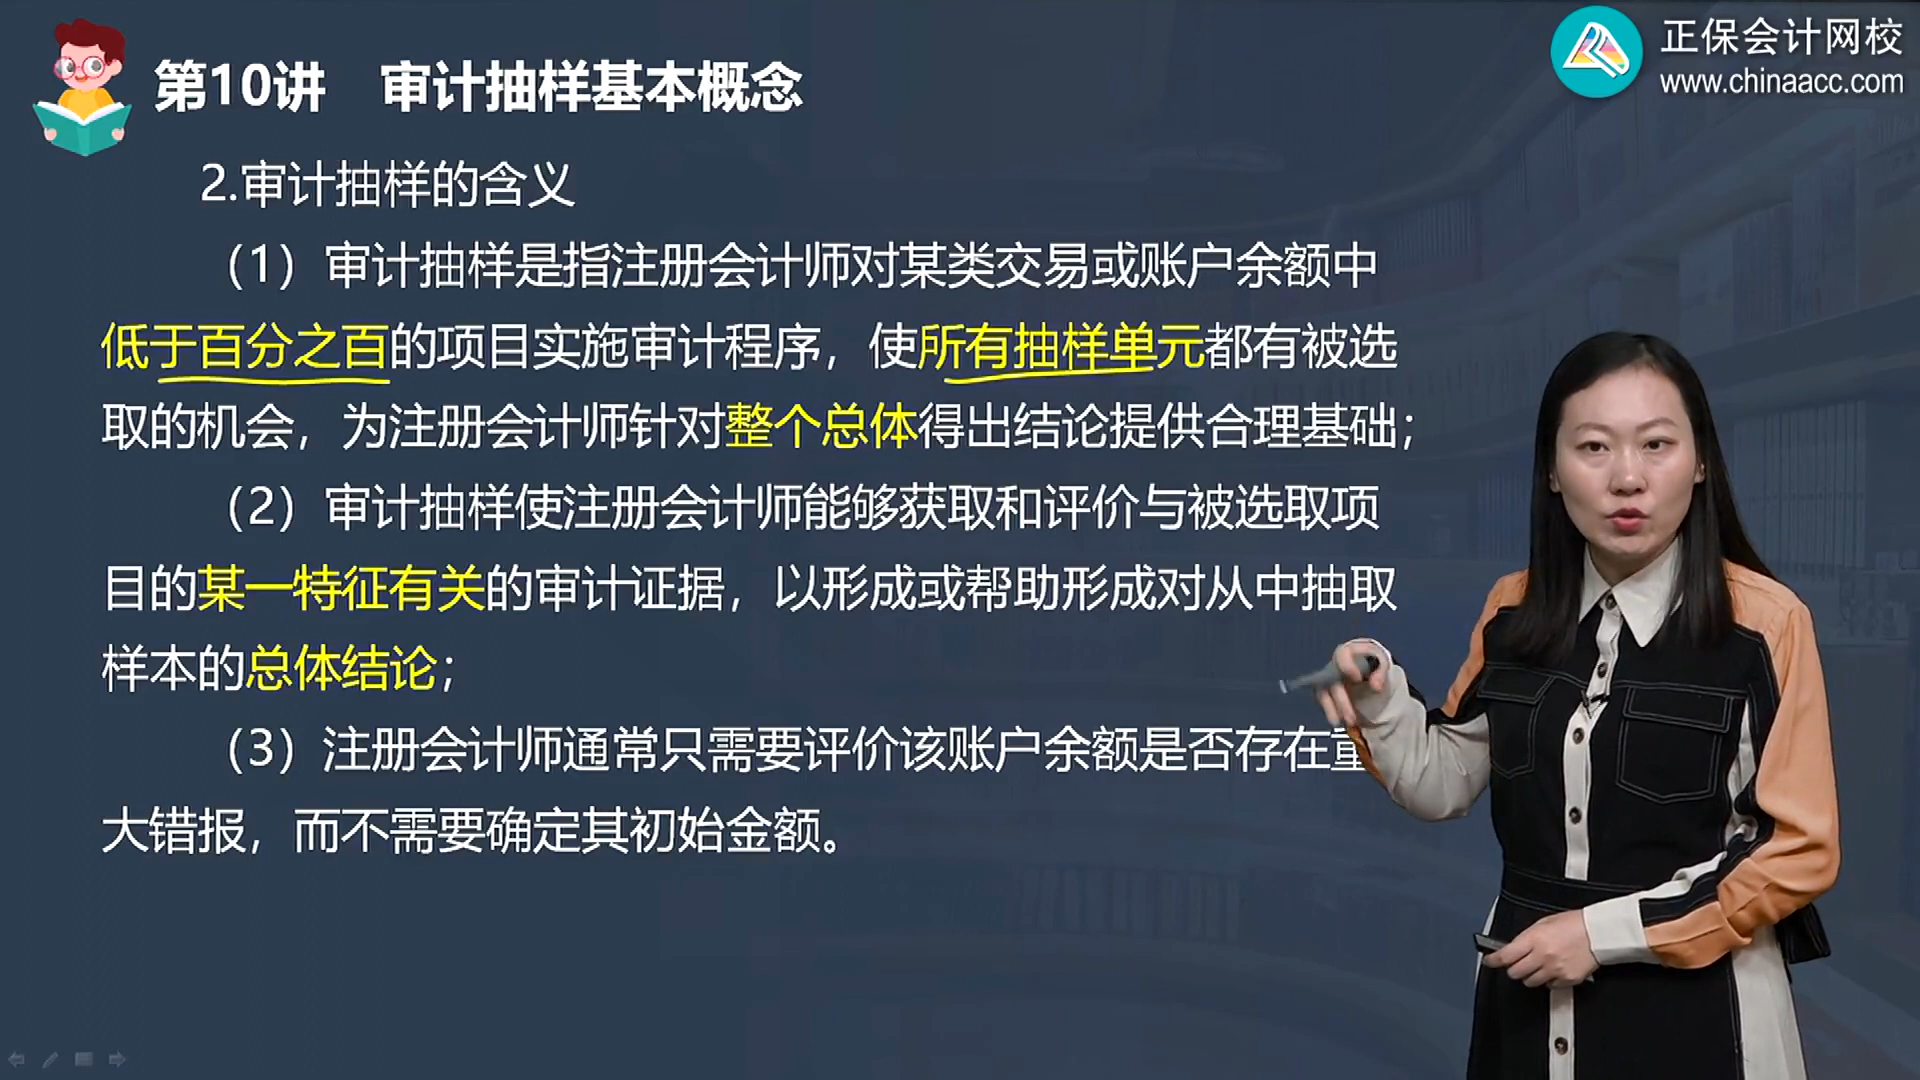 正保会计网校
www.chinaacc.com
第10讲 审计抽样基本概念
2.审计抽样的含义
（1）审计抽样是指注册会计师对某类交易或账户余额中
低于百分之百的项目实施审计程序，使所有抽样单元都有被选
取的机会，为注册会计师针对整个总体得出结论提供合理基础；
（2）审计抽样使注册会计师能够获取和评价与被选取项
目的某一特征有关的审计证据，以形成或帮助形成对从中抽取
样本的总体结论；
（3）注册会计师通常只需要评价该账户余额是否存在重
大错报，而不需要确定其初始金额。